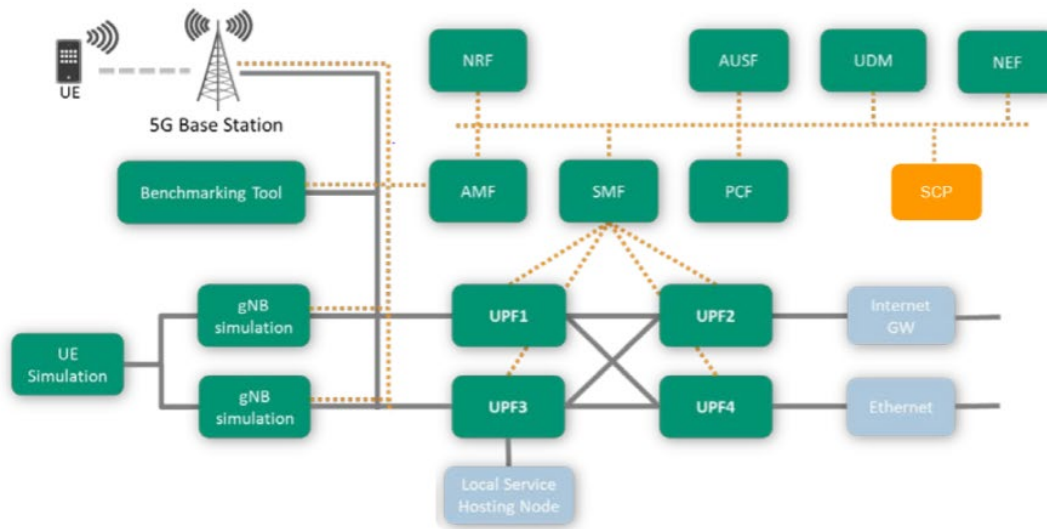 NRF
AUSF
UDM
NEF
UE
5G Base Station
Benchmarking Tool
AMF
SMF
PCF
SCP
gNB
simulation
UPF1
UPF2
Internet
GW
UE
Simulation
gNB
simulation
UPF3
UPF4
Ethernet
Local Service
Hosting Node